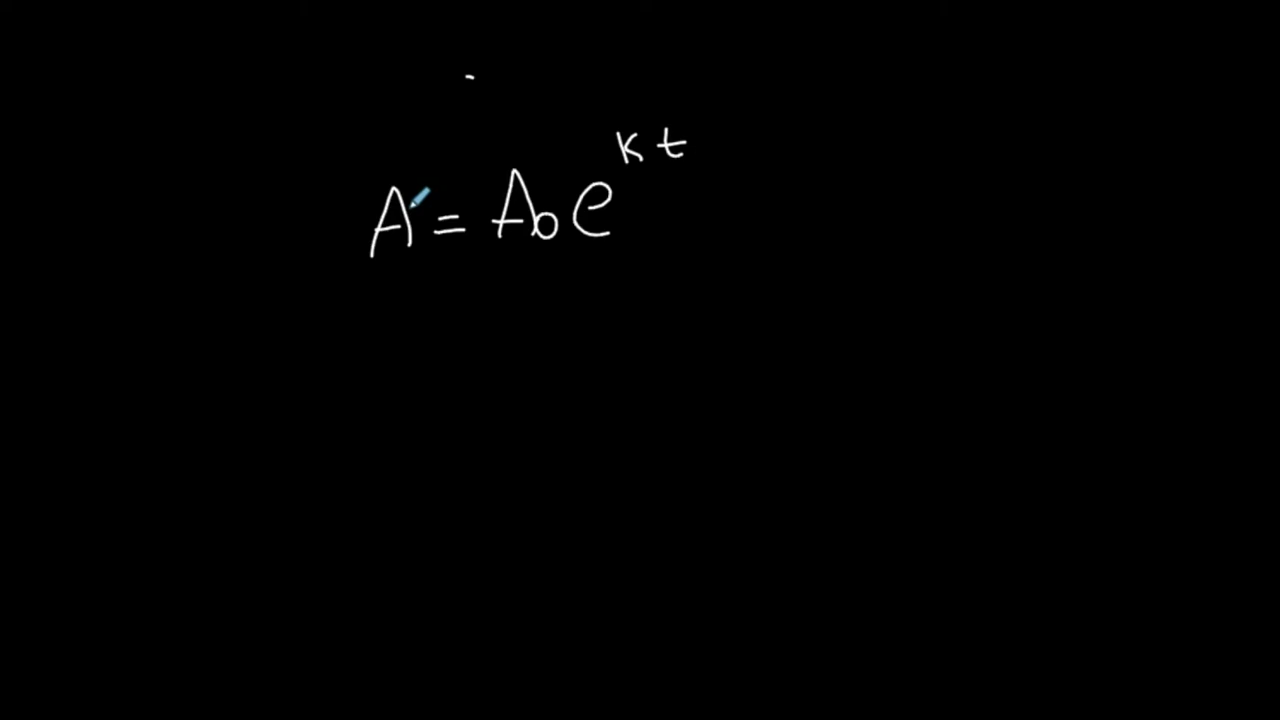 A = A₀e^{kt}